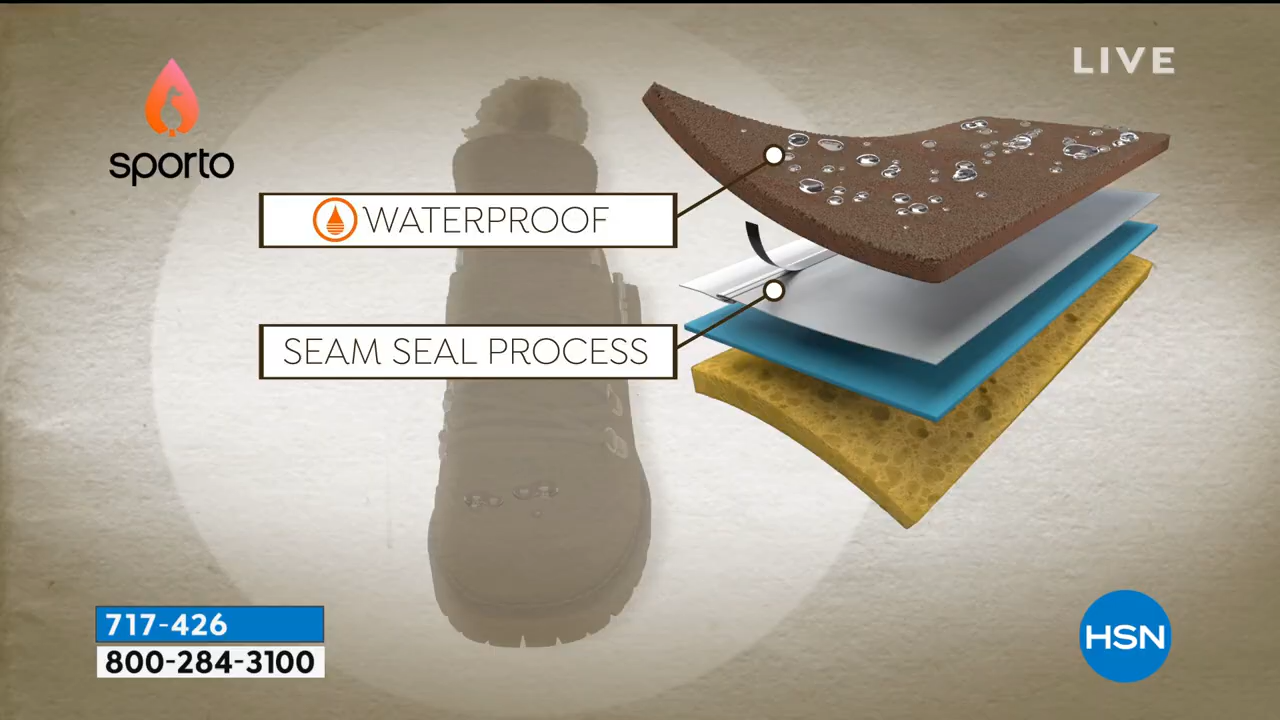 LIVE
sporto
WATERPROOF
SEAM SEAL PROCESS
717-426
800-284-3100
HSN